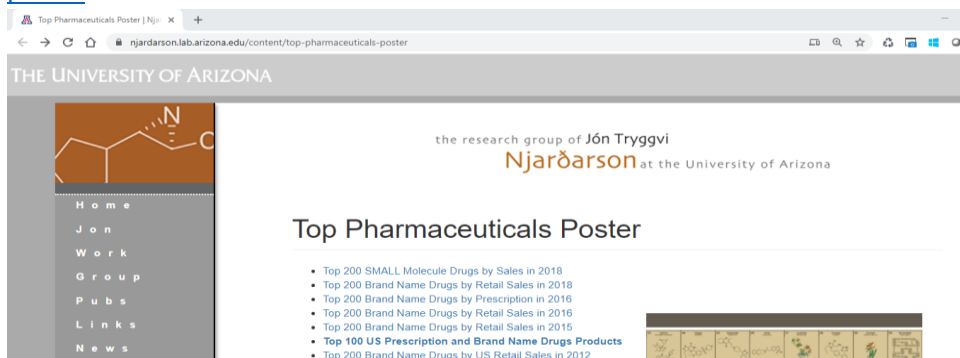 Top Pharmaceuticals Poster | Nja
njardarson.lab.arizona.edu/content/top-pharmaceuticals-poster
THE UNIVERSITY OF ARIZONA
N
O
the research group of Jón Tryggvi
Njarðarson at the University of Arizona
Home
Jon
Work
Group
Pubs
Links
News
Top Pharmaceuticals Poster
Top 200 SMALL Molecule Drugs by Sales in 2018
Top 200 Brand Name Drugs by Retail Sales in 2018
Top 200 Brand Name Drugs by Prescription in 2016
Top 200 Brand Name Drugs by Retail Sales in 2016
Top 200 Brand Name Drugs by Retail Sales in 2015
Top 100 US Prescription and Brand Name Drugs Products
Top 200 Brand Name Drugs by US Retail Sales in 2012